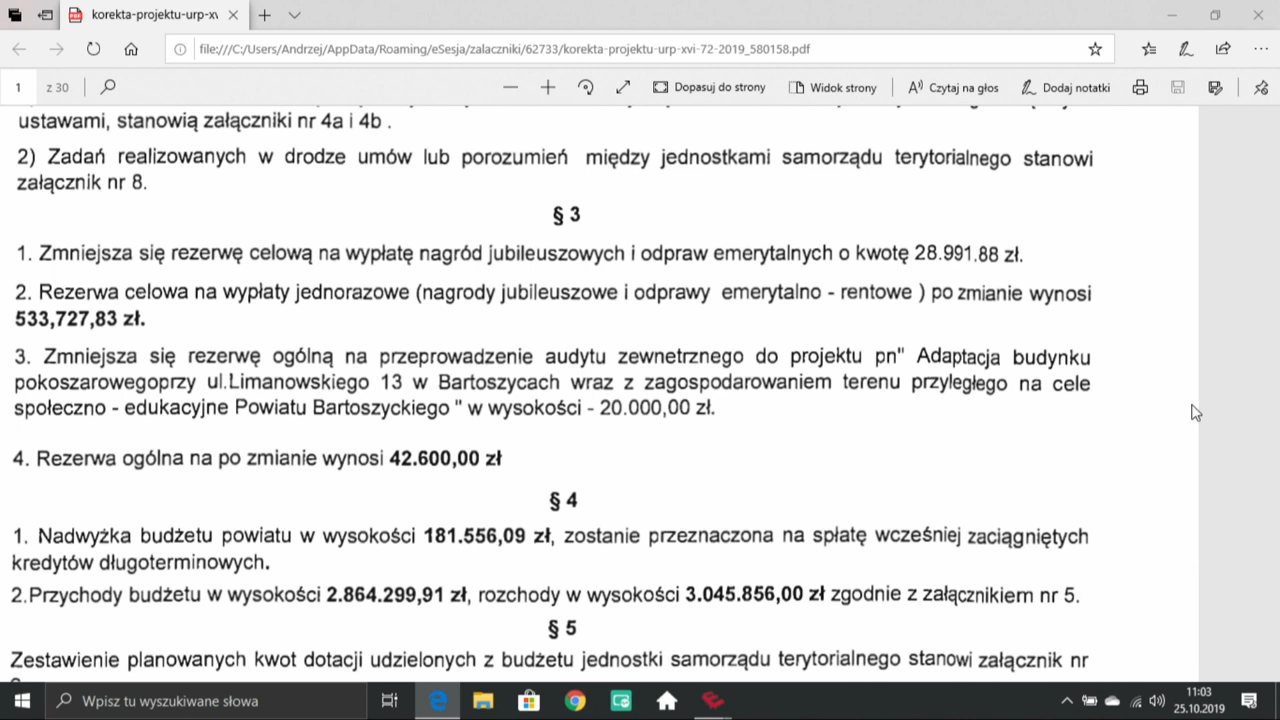 korekta-projektu-urp-xv
file:///C:/Users/Andrzej/AppData/Roaming/eSesja/zalaczniki/62733/korekta-projektu-urp-xvi-72-2019_580158.pdf
1 z 30 Dopasuj do strony Widok strony Czytaj na głos Dodaj notatki
ustawami, stanowią załączniki nr 4a i 4b .
2) Zadań realizowanych w drodze umów lub porozumień między jednostkami samorządu terytorialnego stanowi
załącznik nr 8.
§ 3
1. Zmniejsza się rezerwę celową na wypłatę nagród jubileuszowych i odpraw emerytalnych o kwotę 28.991.88 zł.
2. Rezerwa celowa na wypłaty jednorazowe (nagrody jubileuszowe i odprawy emerytalno - rentowe ) po zmianie wynosi
533,727,83 zł.
3. Zmniejsza się rezerwę ogólną na przeprowadzenie audytu zewnetrznego do projektu pn" Adaptacja budynku
pokoszarowegoprzy ul.Limanowskiego 13 w Bartoszycach wraz z zagospodarowaniem terenu przyległego na cele
społeczno - edukacyjne Powiatu Bartoszyckiego " w wysokości - 20.000,00 zł.
4. Rezerwa ogólna na po zmianie wynosi 42.600,00 zł
§ 4
1. Nadwyżka budżetu powiatu w wysokości 181.556,09 zł, zostanie przeznaczona na spłatę wcześniej zaciągniętych
kredytów długoterminowych.
2.Przychody budżetu w wysokości 2.864.299,91 zł, rozchody w wysokości 3.045.856,00 zł zgodnie z załącznikiem nr 5.
§ 5
Zestawienie planowanych kwot dotacji udzielonych z budżetu jednostki samorządu terytorialnego stanowi załącznik nr
Wpisz tu wyszukiwane słowa
11:03
25.10.2019